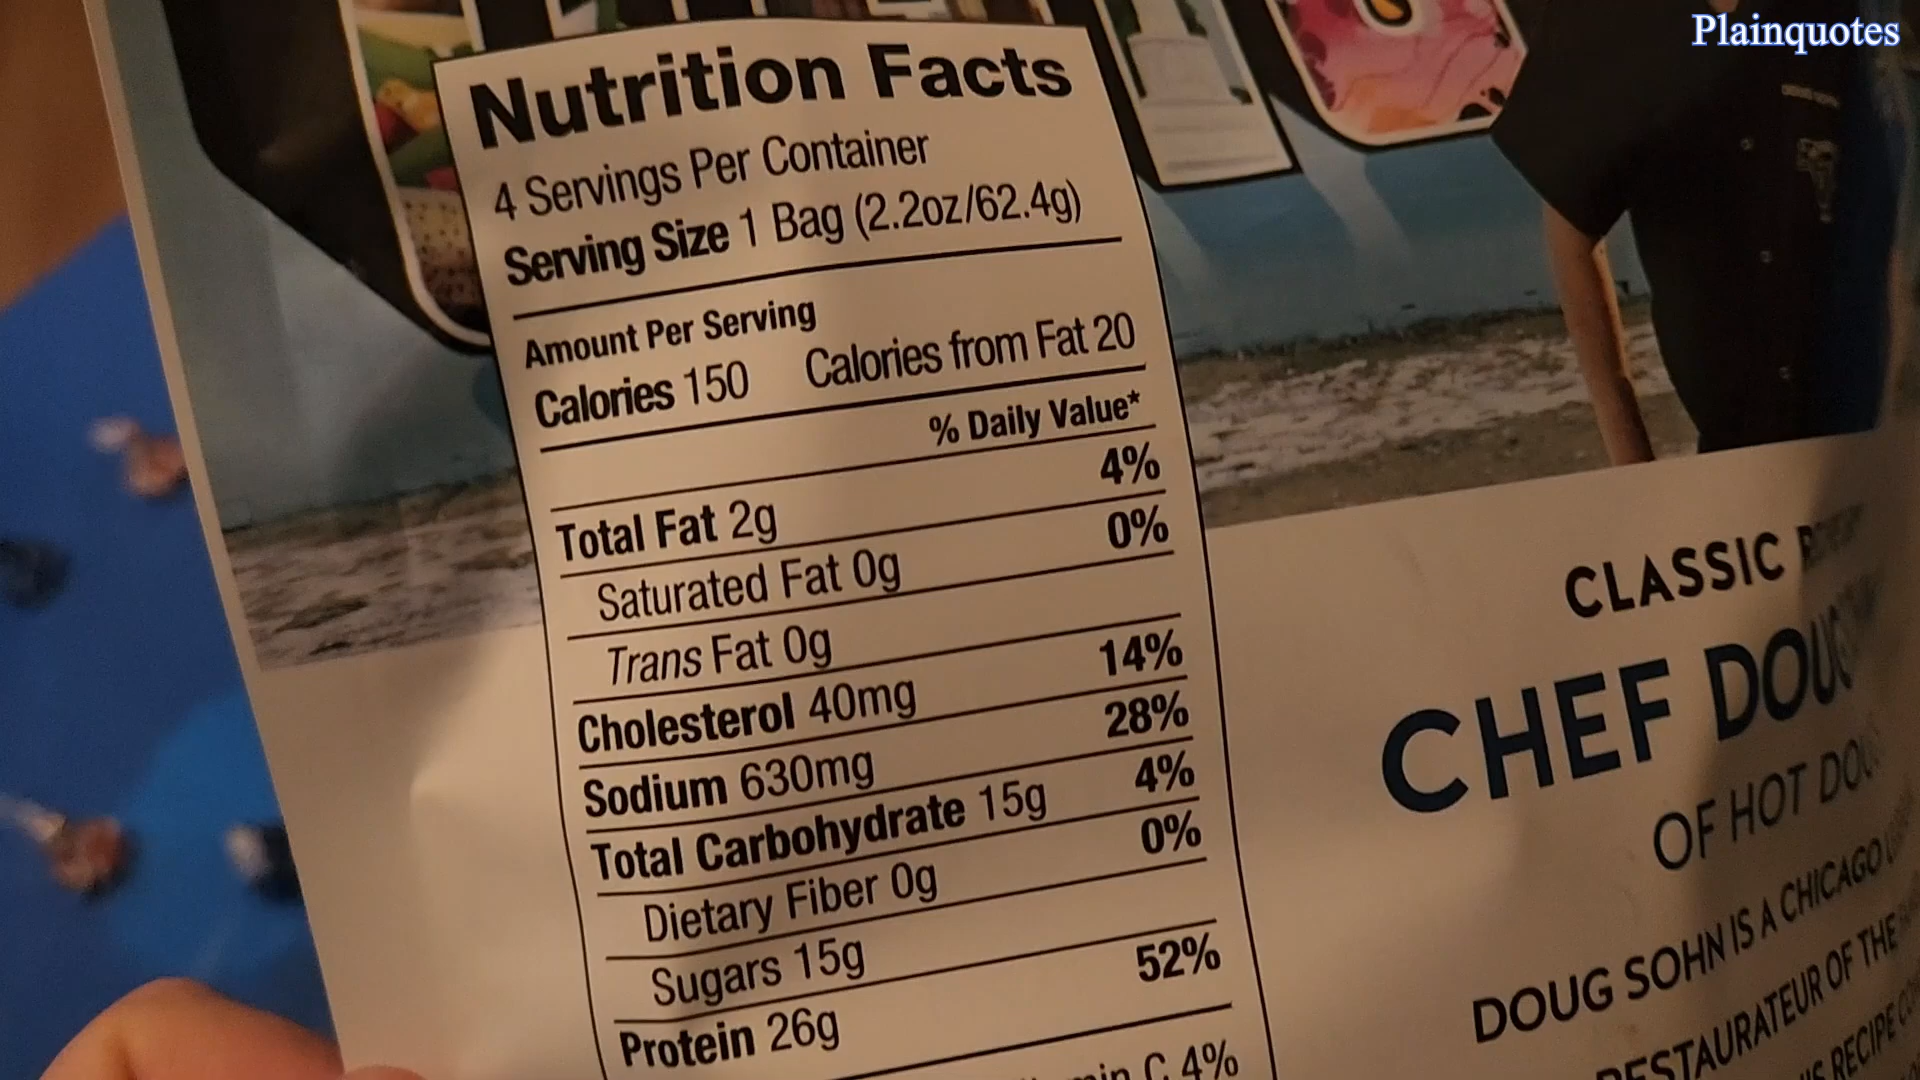 Plainquotes
Nutrition Facts
4 Servings Per Container
Serving Size 1 Bag (2.2oz/62.4g)
Amount Per Serving
Calories 150 Calories from Fat 20
% Daily Value*
Total Fat 2g 4%
Saturated Fat 0g 0%
Trans Fat 0g
Cholesterol 40mg 14%
Sodium 630mg 28%
Total Carbohydrate 15g 4%
Dietary Fiber 0g 0%
Sugars 15g
Protein 26g 52%
C 4%
CLASSIC
CHEF DOUG
OF HOT
DOUG SOHN IS A CHICAGO
RESTAURATEUR OF THE
RECIPE